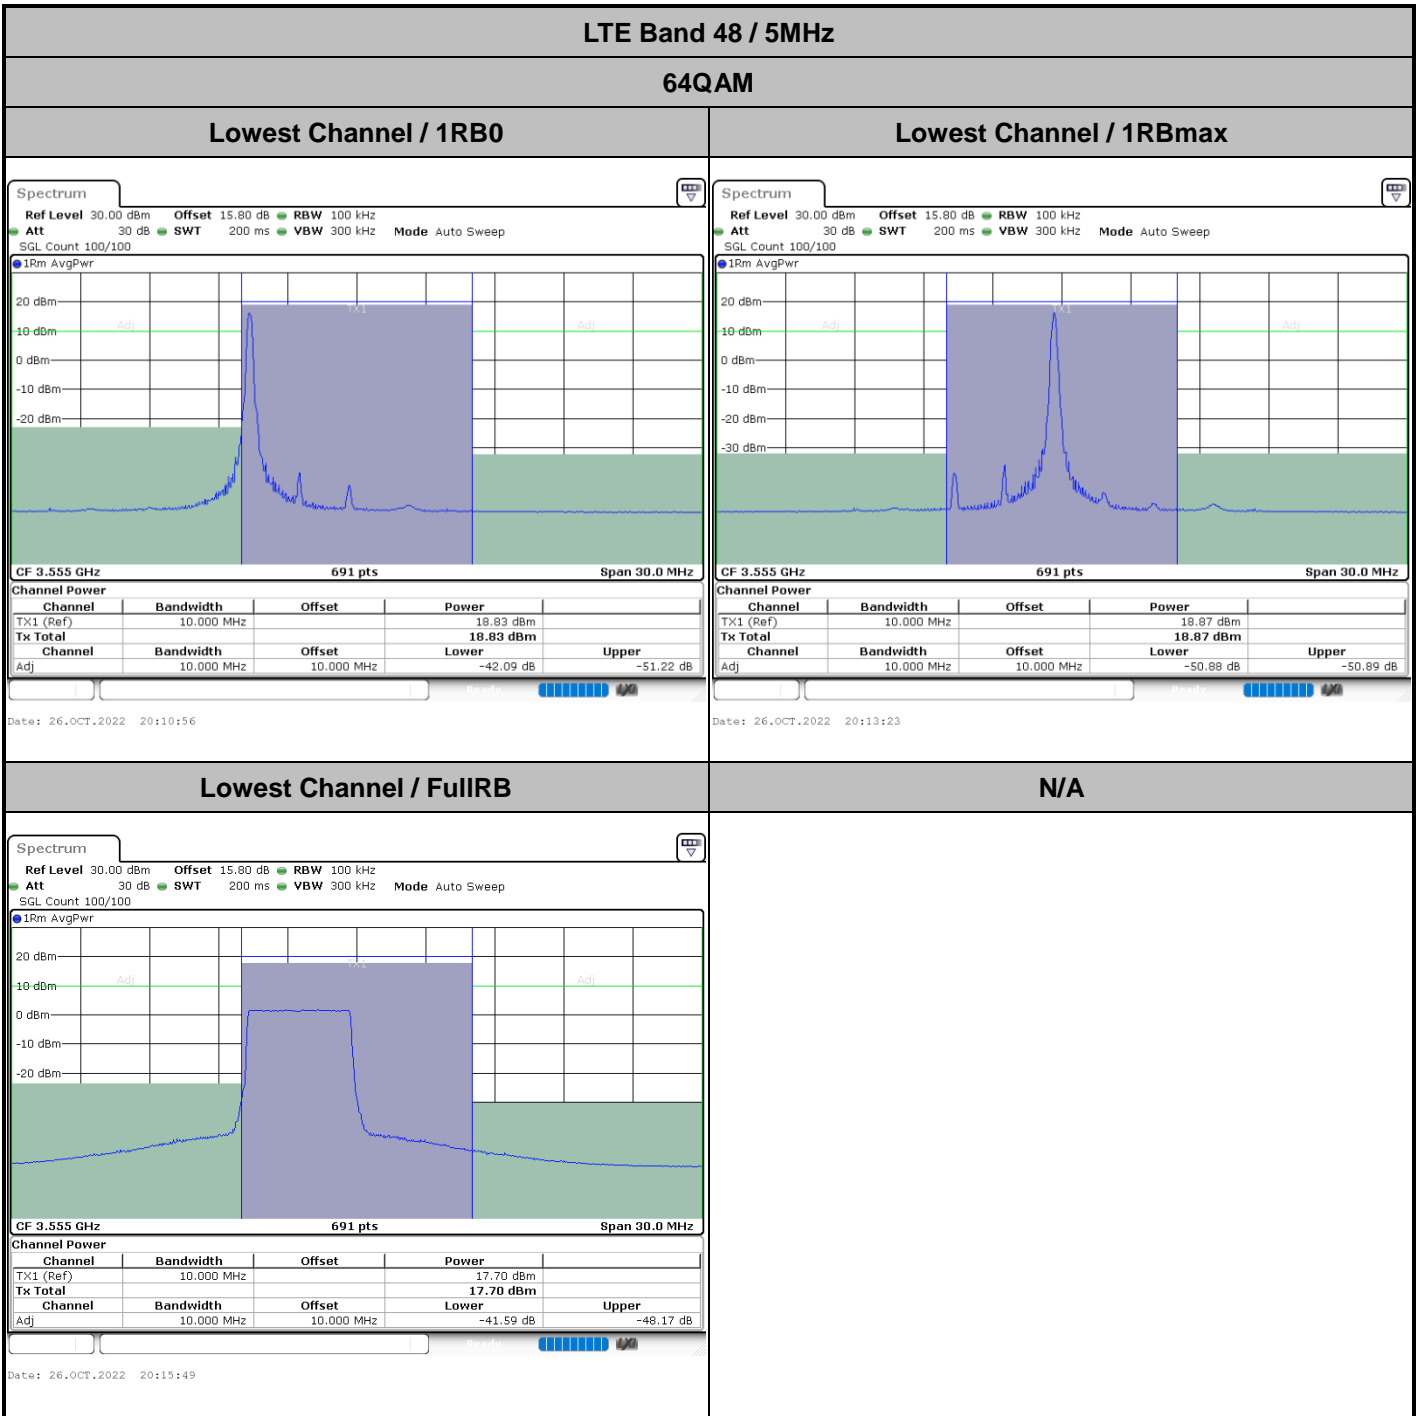 LTE Band 48 / 5MHz
64QAM
Lowest Channel / 1RB0
Lowest Channel / 1RBmax
Spectrum
Ref Level 30.00 dBm Offset 15.80 dB RBW 100 kHz
Att 30 dB SWT 200 ms VBW 300 kHz Mode Auto Sweep
SGL Count 100/100
1Rm AvgPwr
TX1
20 dBm
Adj
Adj
10 dBm
0 dBm
-10 dBm
-20 dBm
CF 3.555 GHz 691 pts Span 30.0 MHz
Channel Power
Channel Bandwidth Offset Power
TX1 (Ref) 10.000 MHz 18.83 dBm
Tx Total 18.83 dBm
Channel Bandwidth Offset Lower Upper
Adj 10.000 MHz 10.000 MHz -42.09 dB -51.22 dB
Ready
Date: 26.OCT.2022 20:10:56
Spectrum
Ref Level 30.00 dBm Offset 15.80 dB RBW 100 kHz
Att 30 dB SWT 200 ms VBW 300 kHz Mode Auto Sweep
SGL Count 100/100
1Rm AvgPwr
TX1
20 dBm
Adj
Adj
10 dBm
0 dBm
-10 dBm
-20 dBm
-30 dBm
CF 3.555 GHz 691 pts Span 30.0 MHz
Channel Power
Channel Bandwidth Offset Power
TX1 (Ref) 10.000 MHz 18.87 dBm
Tx Total 18.87 dBm
Channel Bandwidth Offset Lower Upper
Adj 10.000 MHz 10.000 MHz -50.88 dB -50.89 dB
Ready
Date: 26.OCT.2022 20:13:23
Lowest Channel / FullRB
N/A
Spectrum
Ref Level 30.00 dBm Offset 15.80 dB RBW 100 kHz
Att 30 dB SWT 200 ms VBW 300 kHz Mode Auto Sweep
SGL Count 100/100
1Rm AvgPwr
TX1
20 dBm
Adj
Adj
10 dBm
0 dBm
-10 dBm
-20 dBm
CF 3.555 GHz 691 pts Span 30.0 MHz
Channel Power
Channel Bandwidth Offset Power
TX1 (Ref) 10.000 MHz 17.70 dBm
Tx Total 17.70 dBm
Channel Bandwidth Offset Lower Upper
Adj 10.000 MHz 10.000 MHz -41.59 dB -48.17 dB
Ready
Date: 26.OCT.2022 20:15:49